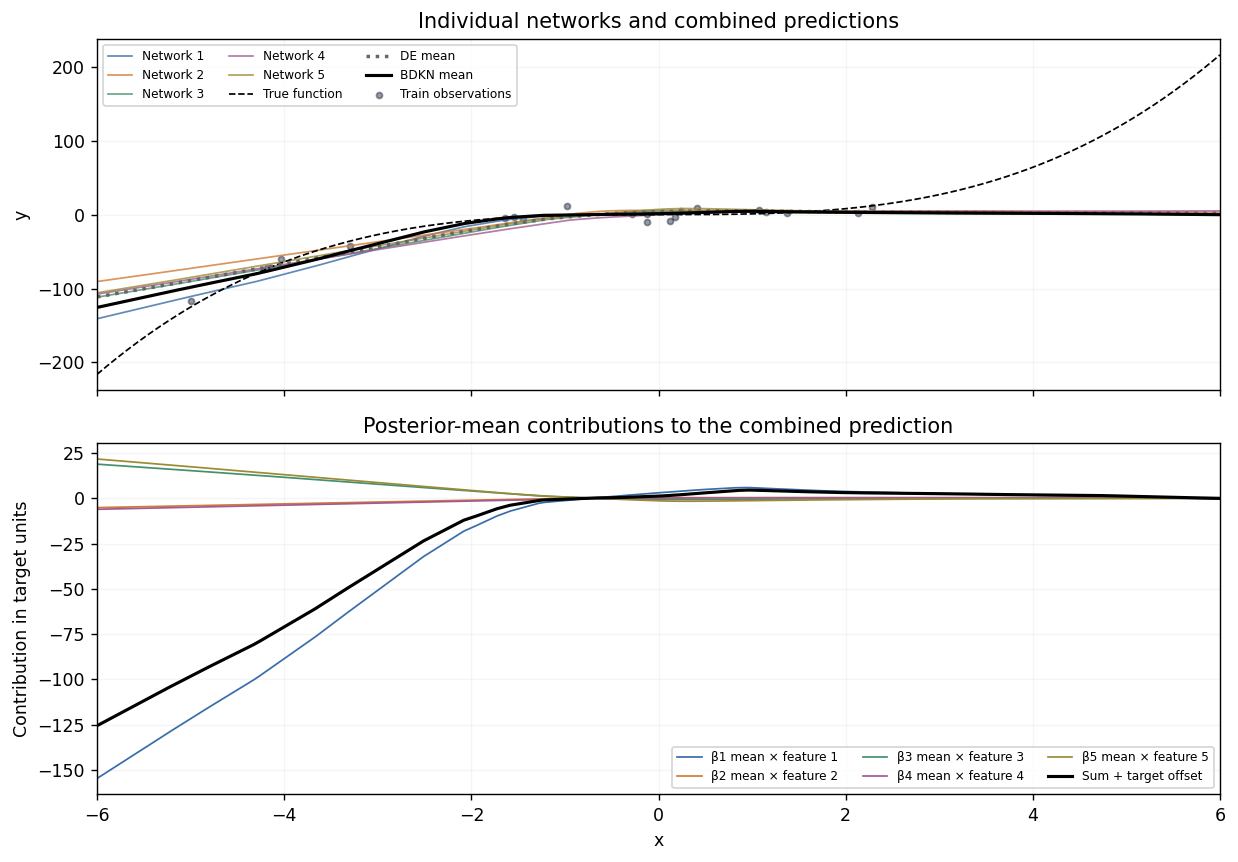 Individual networks and combined predictions
Network 1 Network 4 DE mean
Network 2 Network 5 BDKN mean
Network 3 True function Train observations
200
100
0
−100
−200
y
Posterior-mean contributions to the combined prediction
25
0
−25
−50
−75
−100
−125
−150
Contribution in target units
β1 mean × feature 1 β3 mean × feature 3 β5 mean × feature 5
β2 mean × feature 2 β4 mean × feature 4 Sum + target offset
−6 −4 −2 0 2 4 6
x